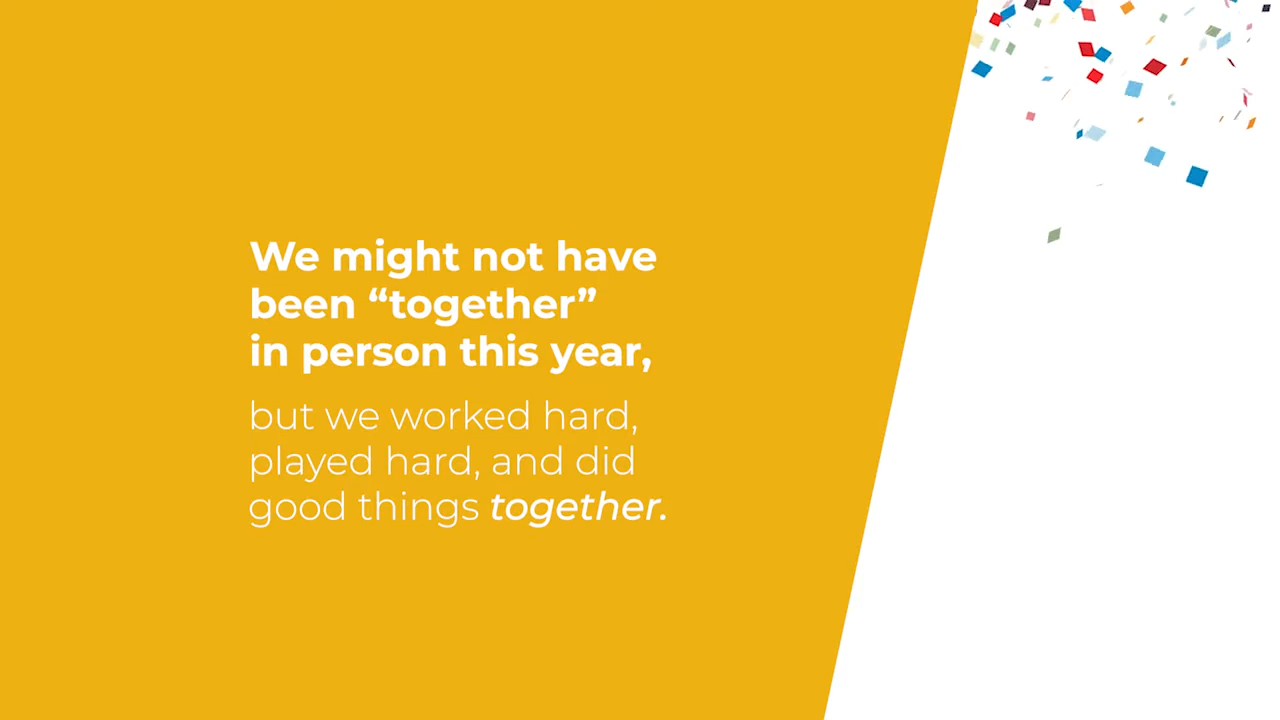 We might not have
been “together”
in person this year,
but we worked hard,
played hard, and did
good things together.